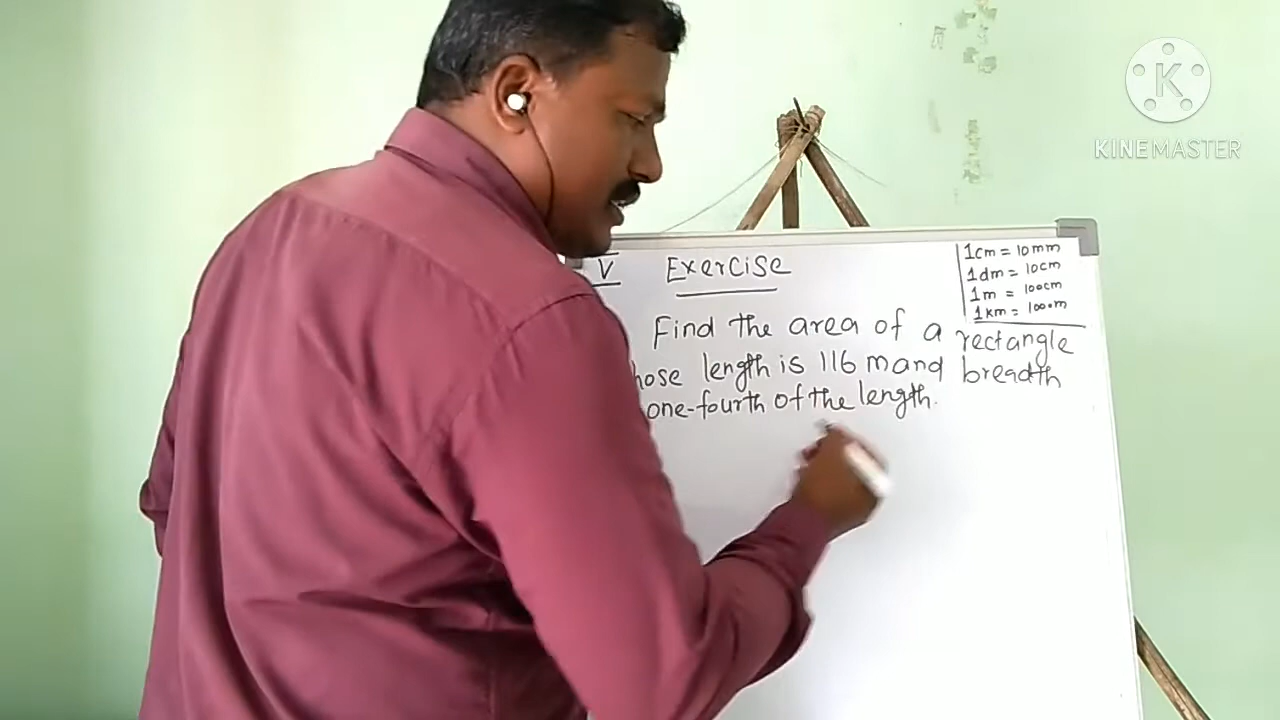 V Exercise
1cm = 10mm
1dm = 10cm
1m = 100cm
1km = 1000m
Find the area of a rectangle
hose length is 116 m and breadth
one-fourth of the length.
K
KINEMASTER